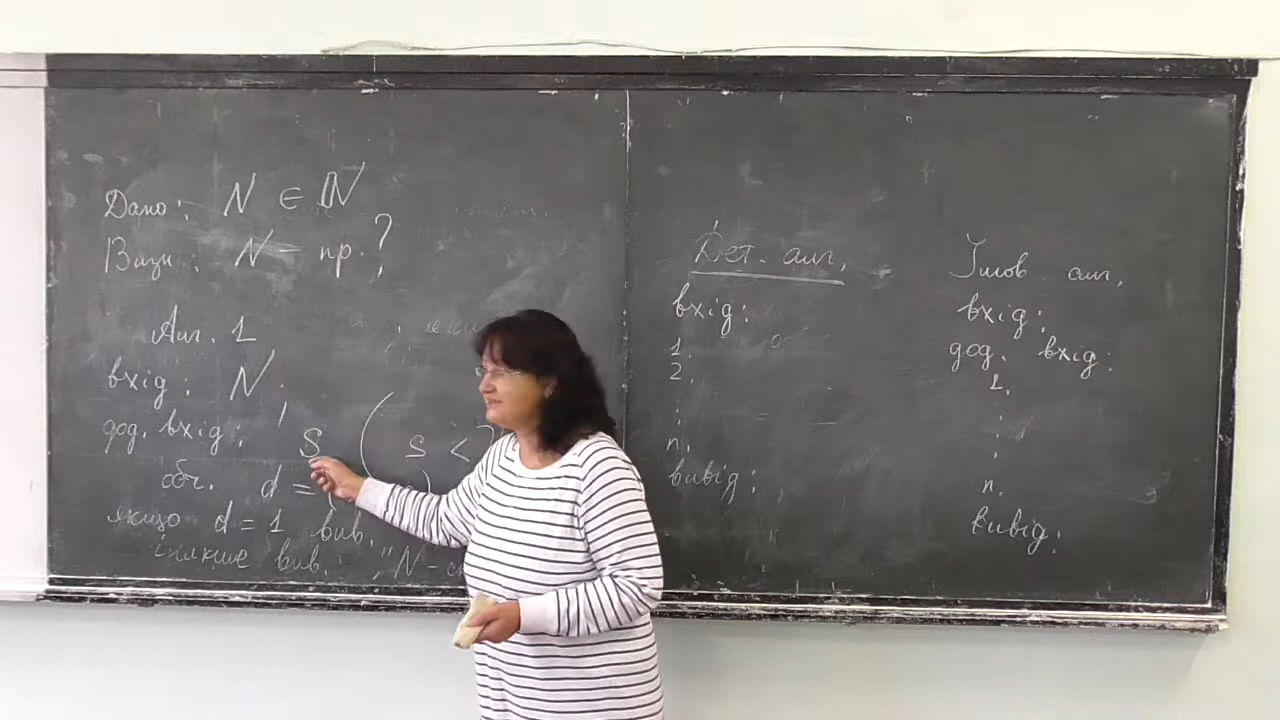 Дано: N ∈ ℕ
Визн.: N — пр.?
Алг. 1
вхід: N;
дод. вхід: S ( s <
обч. d =
якщо d = 1 вив.
інакше вив.: "N-с
Дет. алг.
вхід:
1.
2.
⋮
n.
вивід:
Імов алг.
вхід:
дод. вхід:
1.
⋮
n.
вивід: